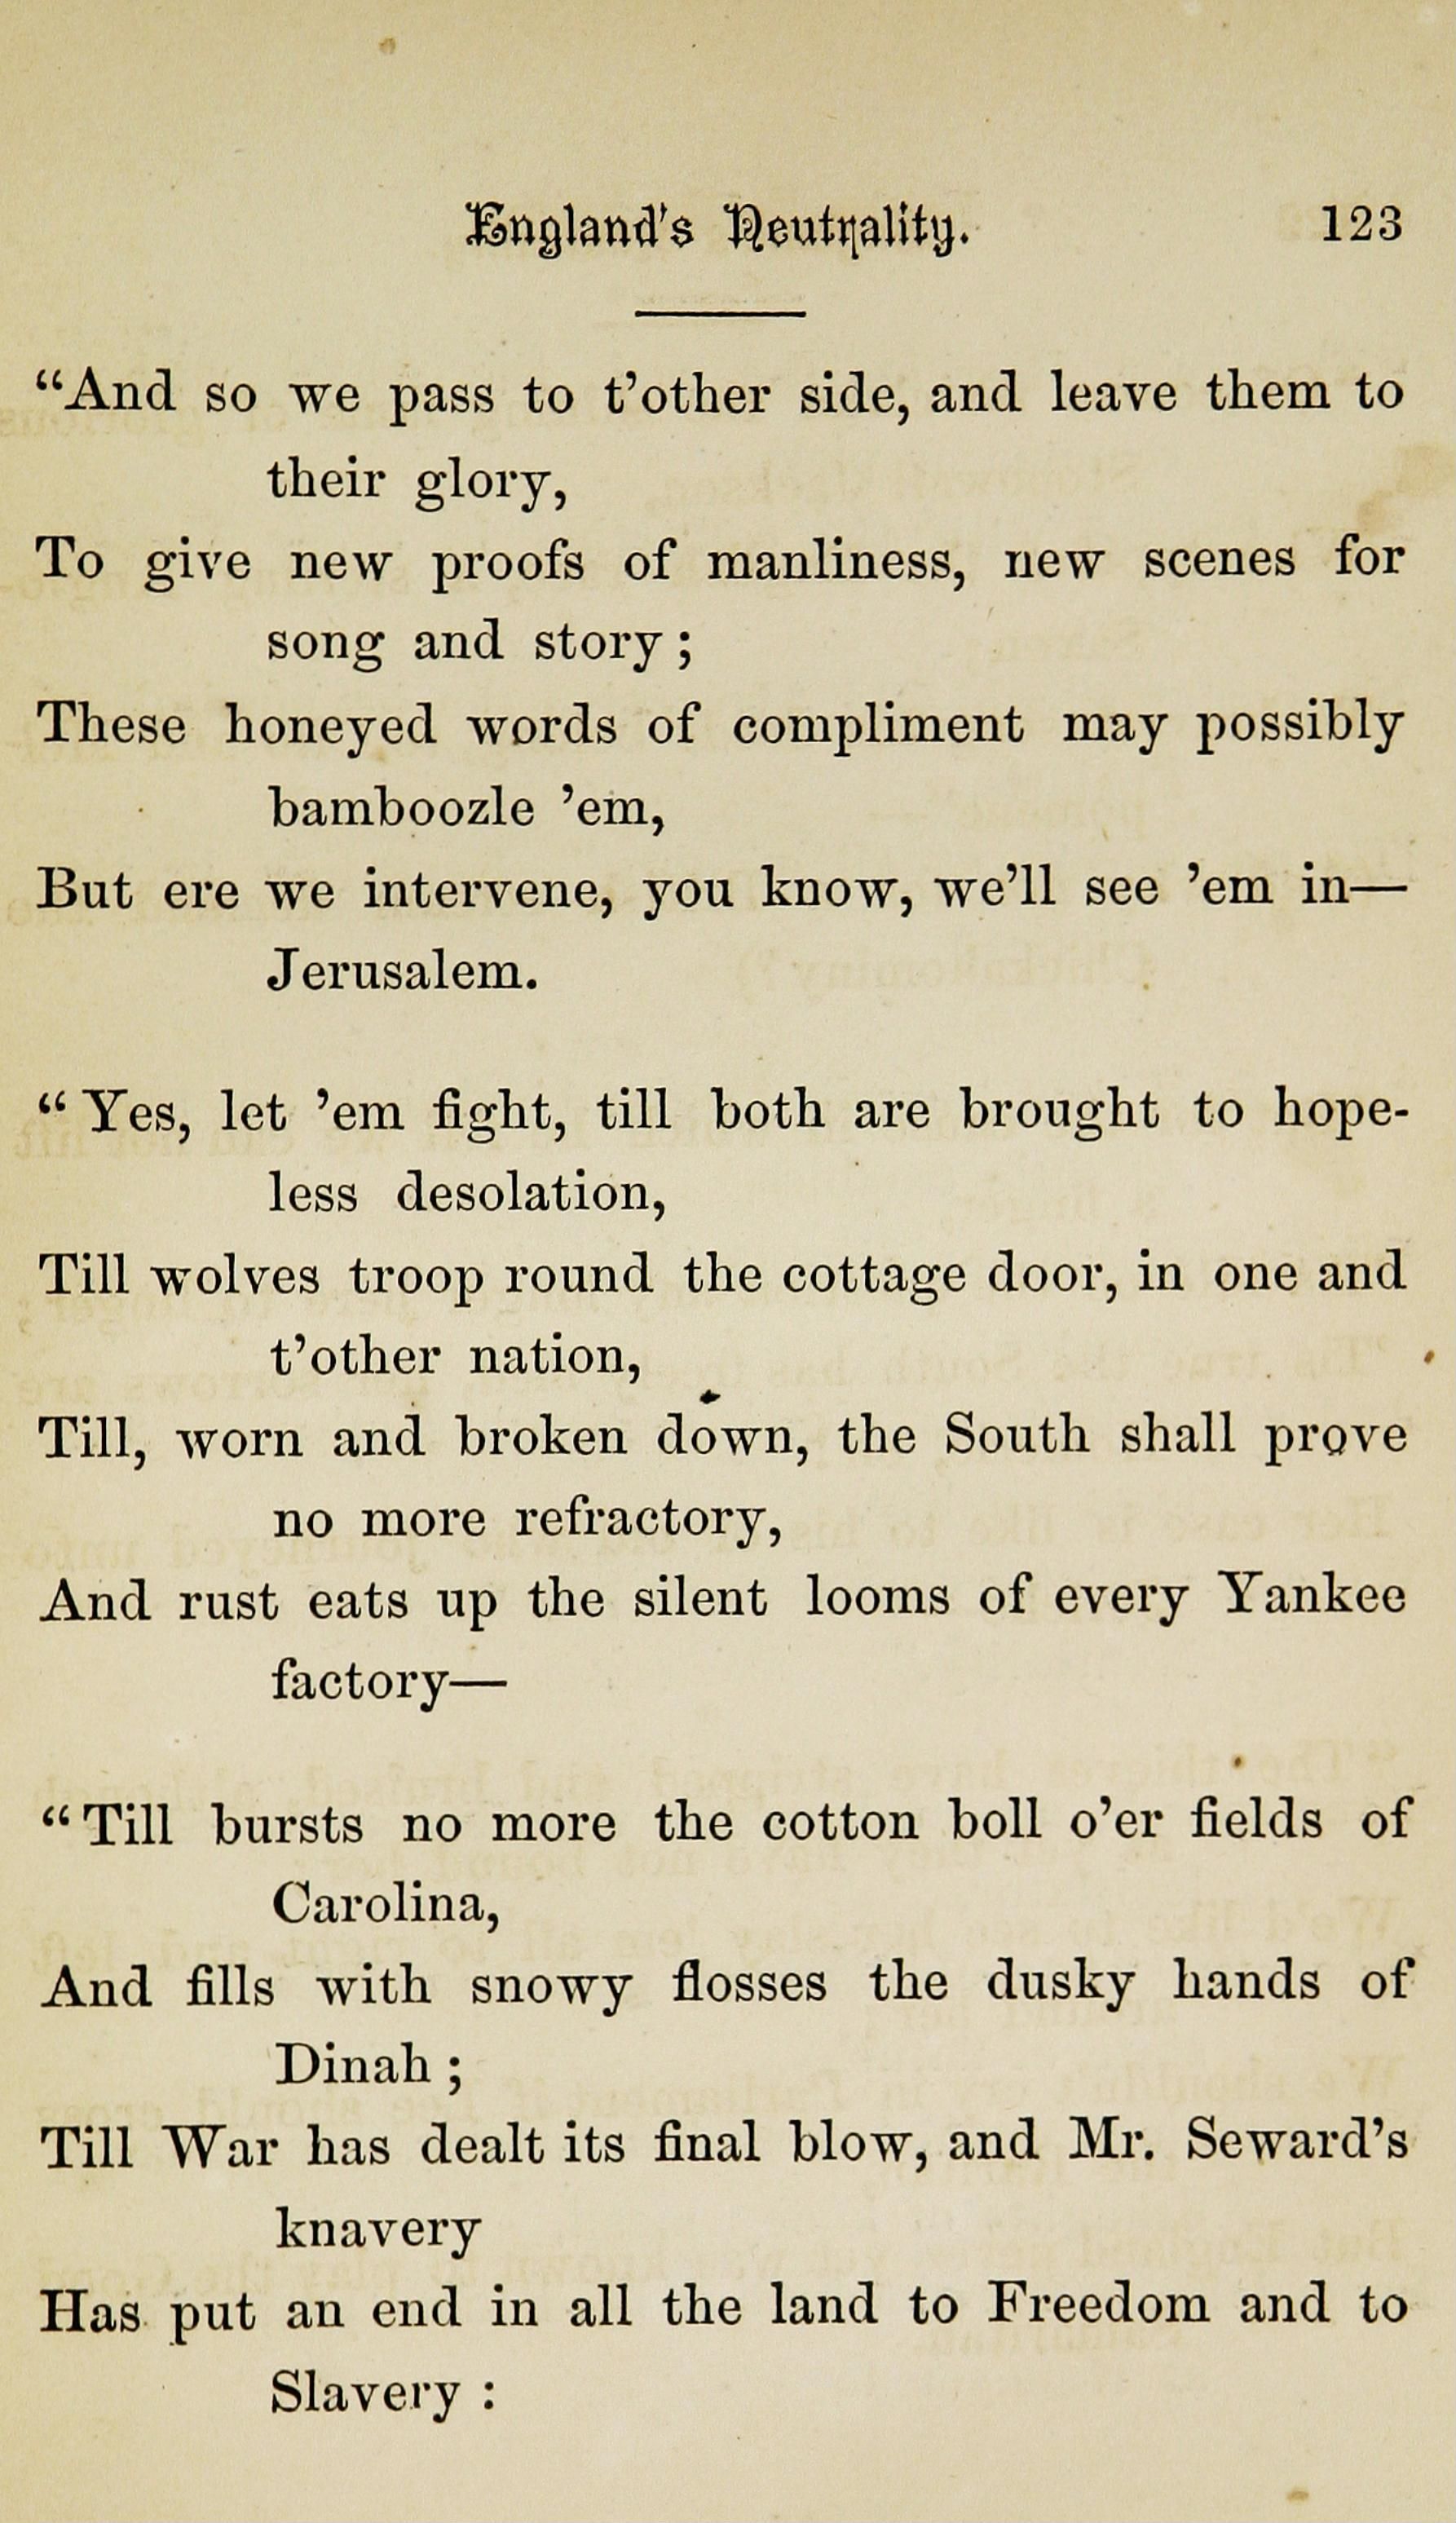 England's Neutrality. 123
“And so we pass to t’other side, and leave them to
their glory,
To give new proofs of manliness, new scenes for
song and story ;
These honeyed words of compliment may possibly
bamboozle ’em,
But ere we intervene, you know, we’ll see ’em in—
Jerusalem.
“ Yes, let ’em fight, till both are brought to hope-
less desolation,
Till wolves troop round the cottage door, in one and
t’other nation,
Till, worn and broken down, the South shall prove
no more refractory,
And rust eats up the silent looms of every Yankee
factory—
“ Till bursts no more the cotton boll o’er fields of
Carolina,
And fills with snowy flosses the dusky hands of
Dinah ;
Till War has dealt its final blow, and Mr. Seward’s
knavery
Has put an end in all the land to Freedom and to
Slavery :